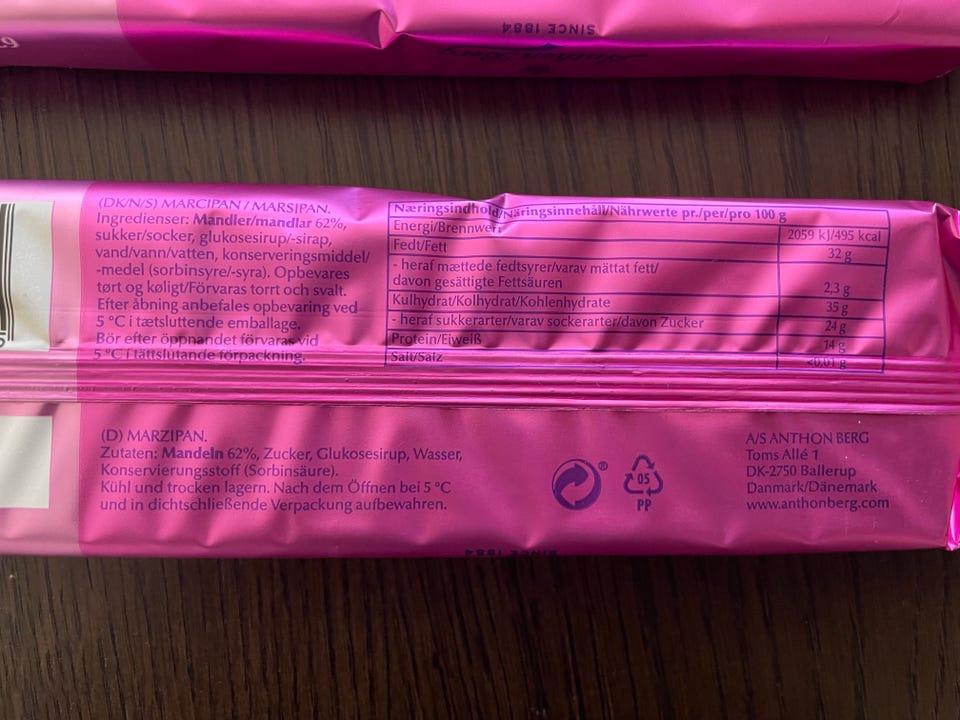 SINCE 1884
(DK/N/S) MARCIPAN / MARSIPAN.
Ingredienser: Mandler/mandlar 62%,
sukker/socker, glukosesirup/-sirap,
vand/vann/vatten, konserveringsmiddel/
-medel (sorbinsyre/-syra). Opbevares
tørt og køligt/Förvaras torrt och svalt.
Efter åbning anbefales opbevaring ved
5 °C i tætsluttende emballage.
Bör efter öppnandet förvaras vid
5 °C i tättslutande förpackning.
Næringsindhold/Näringsinnehåll/Nährwerte pr./per/pro 100 g
Energi/Brennwert 2059 kJ/495 kcal
Fedt/Fett 32 g
- heraf mættede fedtsyrer/varav mättat fett/
davon gesättigte Fettsäuren 2,3 g
Kulhydrat/Kolhydrat/Kohlenhydrate 35 g
- heraf sukkerarter/varav sockerarter/davon Zucker 24 g
Protein/Eiweiß 14 g
Salt/Salz <0,01 g
(D) MARZIPAN.
Zutaten: Mandeln 62%, Zucker, Glukosesirup, Wasser,
Konservierungsstoff (Sorbinsäure).
Kühl und trocken lagern. Nach dem Öffnen bei 5 °C
und in dichtschließende Verpackung aufbewahren.
®
05
PP
A/S ANTHON BERG
Toms Allé 1
DK-2750 Ballerup
Danmark/Dänemark
www.anthonberg.com
SINCE 1884